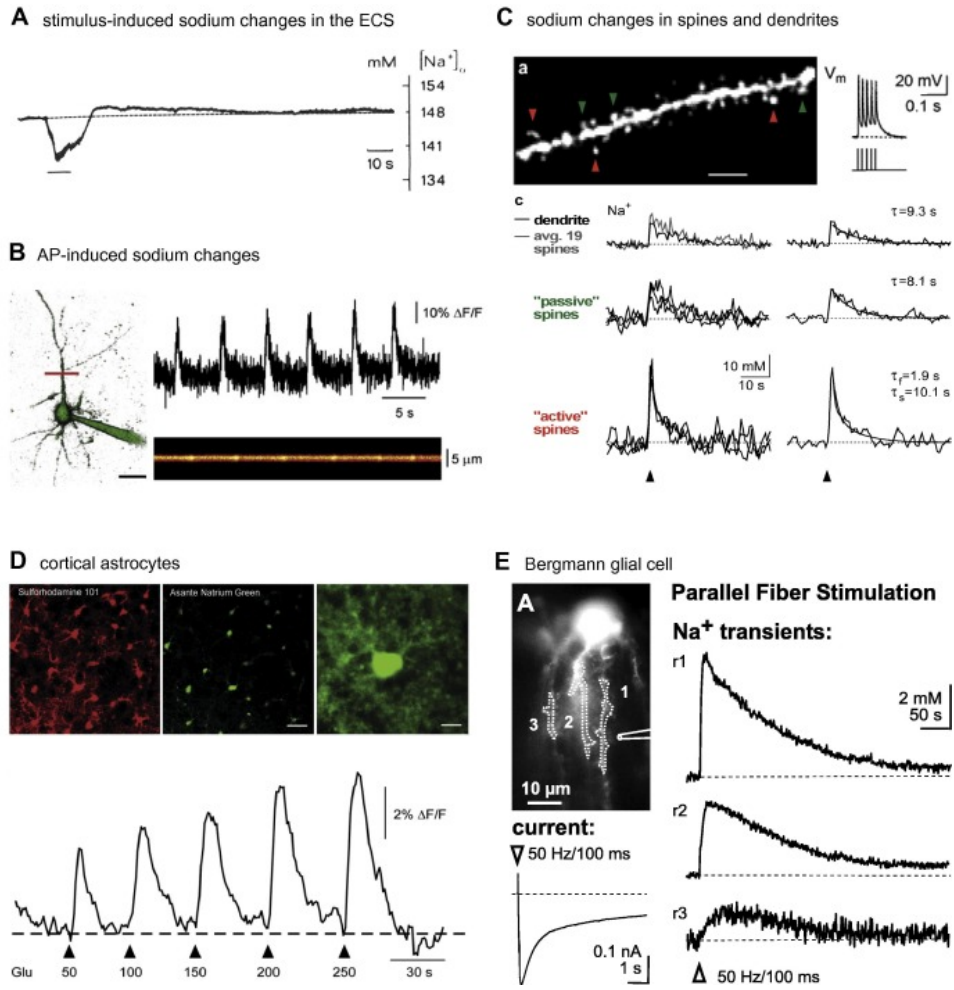 A stimulus-induced sodium changes in the ECS
mM [Na⁺]ₒ
154
148
141
134
10 s
B AP-induced sodium changes
10% ΔF/F
5 s
5 µm
C sodium changes in spines and dendrites
a
Vm
20 mV
0.1 s
c
Na⁺
dendrite
avg. 19
spines
τ=9.3 s
"passive"
spines
τ=8.1 s
10 mM
10 s
"active"
spines
τf=1.9 s
τs=10.1 s
D cortical astrocytes
Sulforhodamine 101
Asante Natrium Green
2% ΔF/F
Glu 50 100 150 200 250 30 s
E Bergmann glial cell
A
1
2
3
10 µm
current:
50 Hz/100 ms
0.1 nA
1 s
Parallel Fiber Stimulation
Na⁺ transients:
r1
2 mM
50 s
r2
r3
50 Hz/100 ms